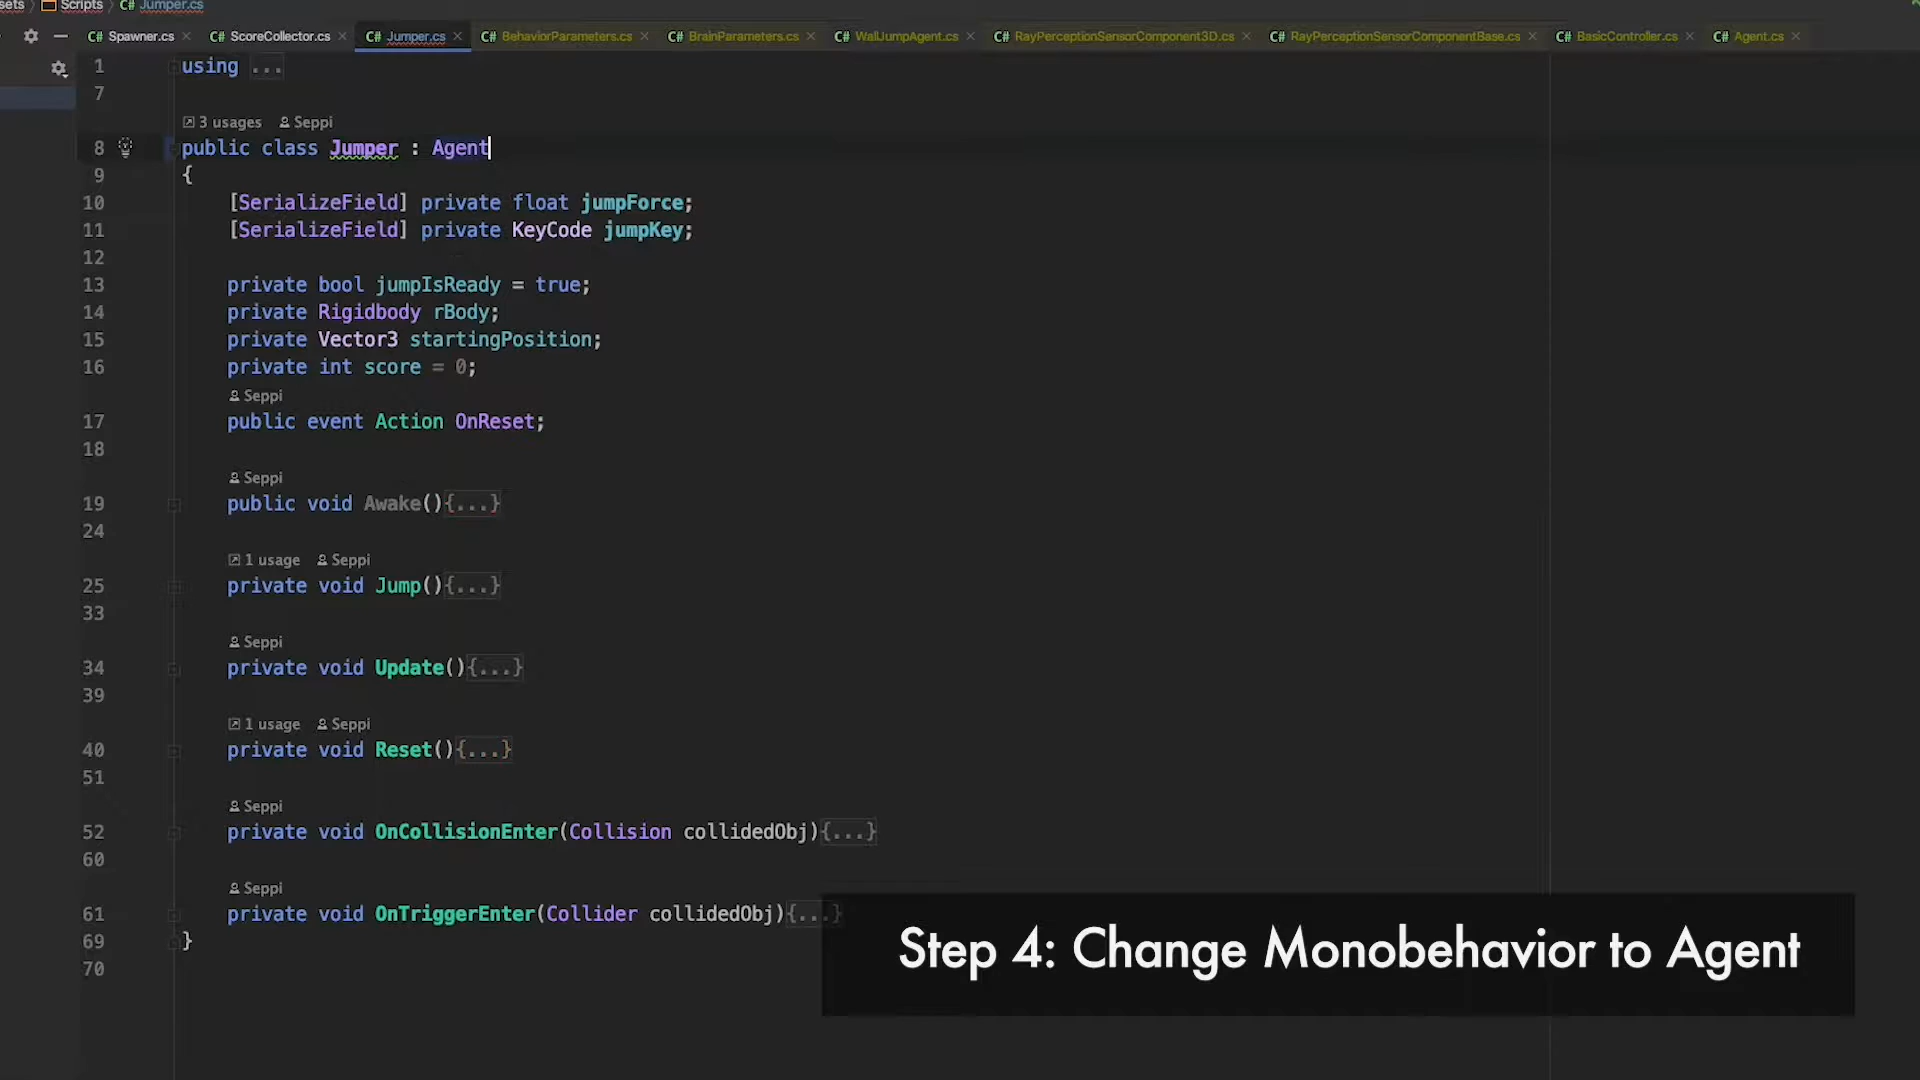 sets Scripts C# Jumper.cs
C# Spawner.cs C# ScoreCollector.cs C# Jumper.cs C# BehaviorParameters.cs C# BrainParameters.cs C# WallJumpAgent.cs C# RayPerceptionSensorComponent3D.cs C# RayPerceptionSensorComponentBase.cs C# BasicController.cs C# Agent.cs
1 using ...
7
3 usages Seppi
8 public class Jumper : Agent
9 {
10 [SerializeField] private float jumpForce;
11 [SerializeField] private KeyCode jumpKey;
12
13 private bool jumpIsReady = true;
14 private Rigidbody rBody;
15 private Vector3 startingPosition;
16 private int score = 0;
Seppi
17 public event Action OnReset;
18
Seppi
19 public void Awake(){...}
24
1 usage Seppi
25 private void Jump(){...}
33
Seppi
34 private void Update(){...}
39
1 usage Seppi
40 private void Reset(){...}
51
Seppi
52 private void OnCollisionEnter(Collision collidedObj){...}
60
Seppi
61 private void OnTriggerEnter(Collider collidedObj){...}
69 }
70
Step 4: Change Monobehavior to Agent